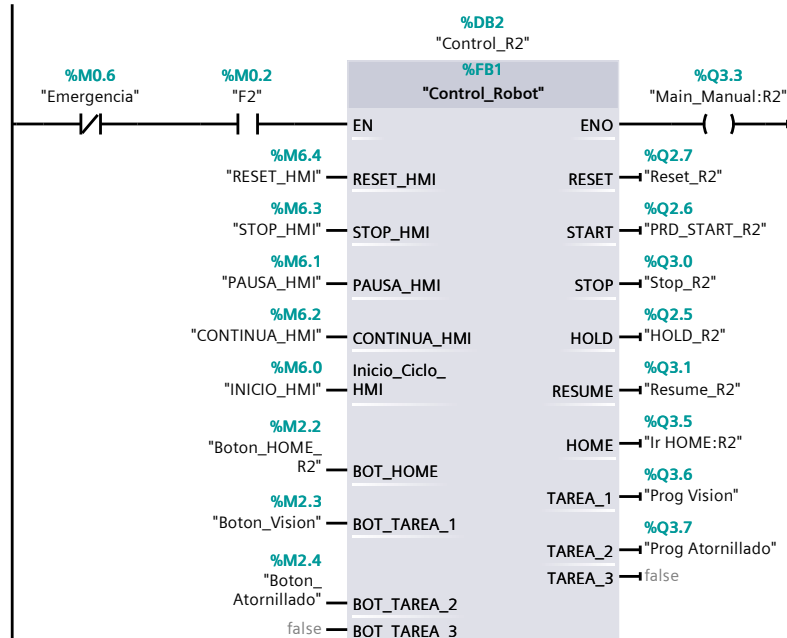 %DB2
"Control_R2"
%M0.6
"Emergencia"
%M0.2
"F2"
%FB1
"Control_Robot"
%Q3.3
"Main_Manual:R2"
EN
ENO
%M6.4
"RESET_HMI"
RESET_HMI
RESET
%Q2.7
"Reset_R2"
%M6.3
"STOP_HMI"
STOP_HMI
START
%Q2.6
"PRD_START_R2"
%M6.1
"PAUSA_HMI"
PAUSA_HMI
STOP
%Q3.0
"Stop_R2"
%M6.2
"CONTINUA_HMI"
CONTINUA_HMI
HOLD
%Q2.5
"HOLD_R2"
%M6.0
"INICIO_HMI"
Inicio_Ciclo_
HMI
RESUME
%Q3.1
"Resume_R2"
%M2.2
"Boton_HOME_
R2"
BOT_HOME
HOME
%Q3.5
"Ir HOME:R2"
%M2.3
"Boton_Vision"
BOT_TAREA_1
TAREA_1
%Q3.6
"Prog Vision"
%M2.4
"Boton_
Atornillado"
BOT_TAREA_2
TAREA_2
%Q3.7
"Prog Atornillado"
TAREA_3
false
false
BOT_TAREA_3